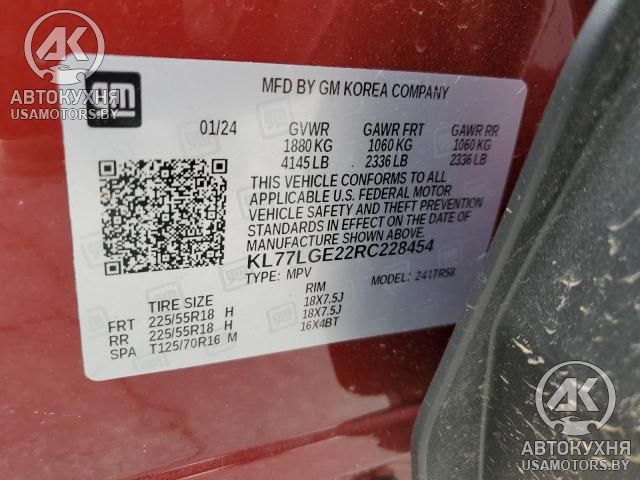 AK
АВТОКУХНЯ
USAMOTORS.BY
gm
MFD BY GM KOREA COMPANY
01/24 GVWR GAWR FRT GAWR RR
1880 KG 1060 KG 1060 KG
4145 LB 2336 LB 2336 LB
THIS VEHICLE CONFORMS TO ALL
APPLICABLE U.S. FEDERAL MOTOR
VEHICLE SAFETY AND THEFT PREVENTION
STANDARDS IN EFFECT ON THE DATE OF
MANUFACTURE SHOWN ABOVE.
KL77LGE22RC228454
TYPE: MPV MODEL: 241TR58
TIRE SIZE RIM
FRT 225/55R18 H 18X7.5J
RR 225/55R18 H 18X7.5J
SPA T125/70R16 M 16X4BT
AK
АВТОКУХНЯ
USAMOTORS.BY